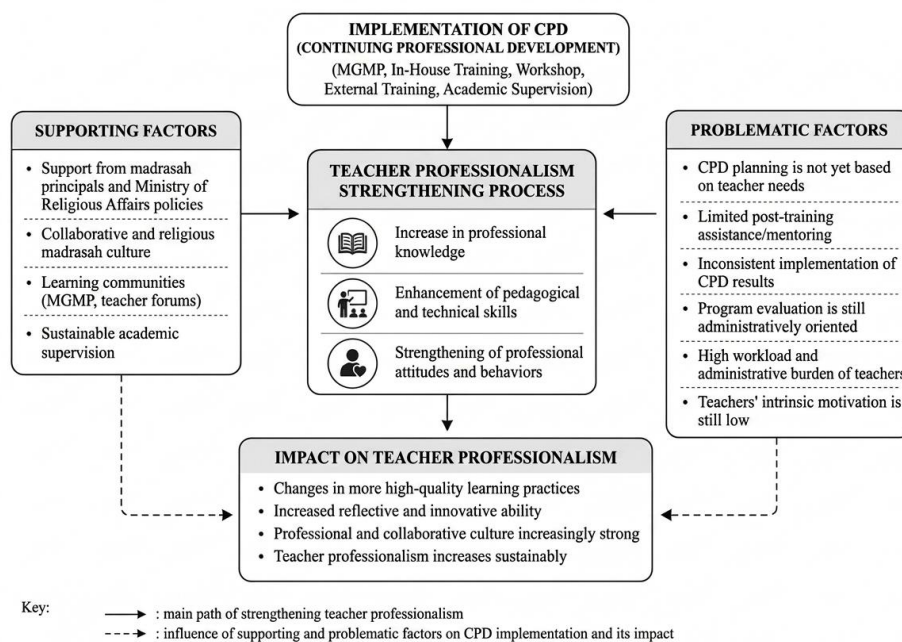 IMPLEMENTATION OF CPD
(CONTINUING PROFESSIONAL DEVELOPMENT)
(MGMP, In-House Training, Workshop,
External Training, Academic Supervision)
SUPPORTING FACTORS
• Support from madrasah
principals and Ministry of
Religious Affairs policies
• Collaborative and religious
madrasah culture
• Learning communities
(MGMP, teacher forums)
• Sustainable academic
supervision
TEACHER PROFESSIONALISM
STRENGTHENING PROCESS
Increase in professional
knowledge
Enhancement of pedagogical
and technical skills
Strengthening of professional
attitudes and behaviors
PROBLEMATIC FACTORS
• CPD planning is not yet based
on teacher needs
• Limited post-training
assistance/mentoring
• Inconsistent implementation of
CPD results
• Program evaluation is still
administratively oriented
• High workload and
administrative burden of teachers
• Teachers' intrinsic motivation is
still low
IMPACT ON TEACHER PROFESSIONALISM
• Changes in more high-quality learning practices
• Increased reflective and innovative ability
• Professional and collaborative culture increasingly strong
• Teacher professionalism increases sustainably
Key:
: main path of strengthening teacher professionalism
: influence of supporting and problematic factors on CPD implementation and its impact